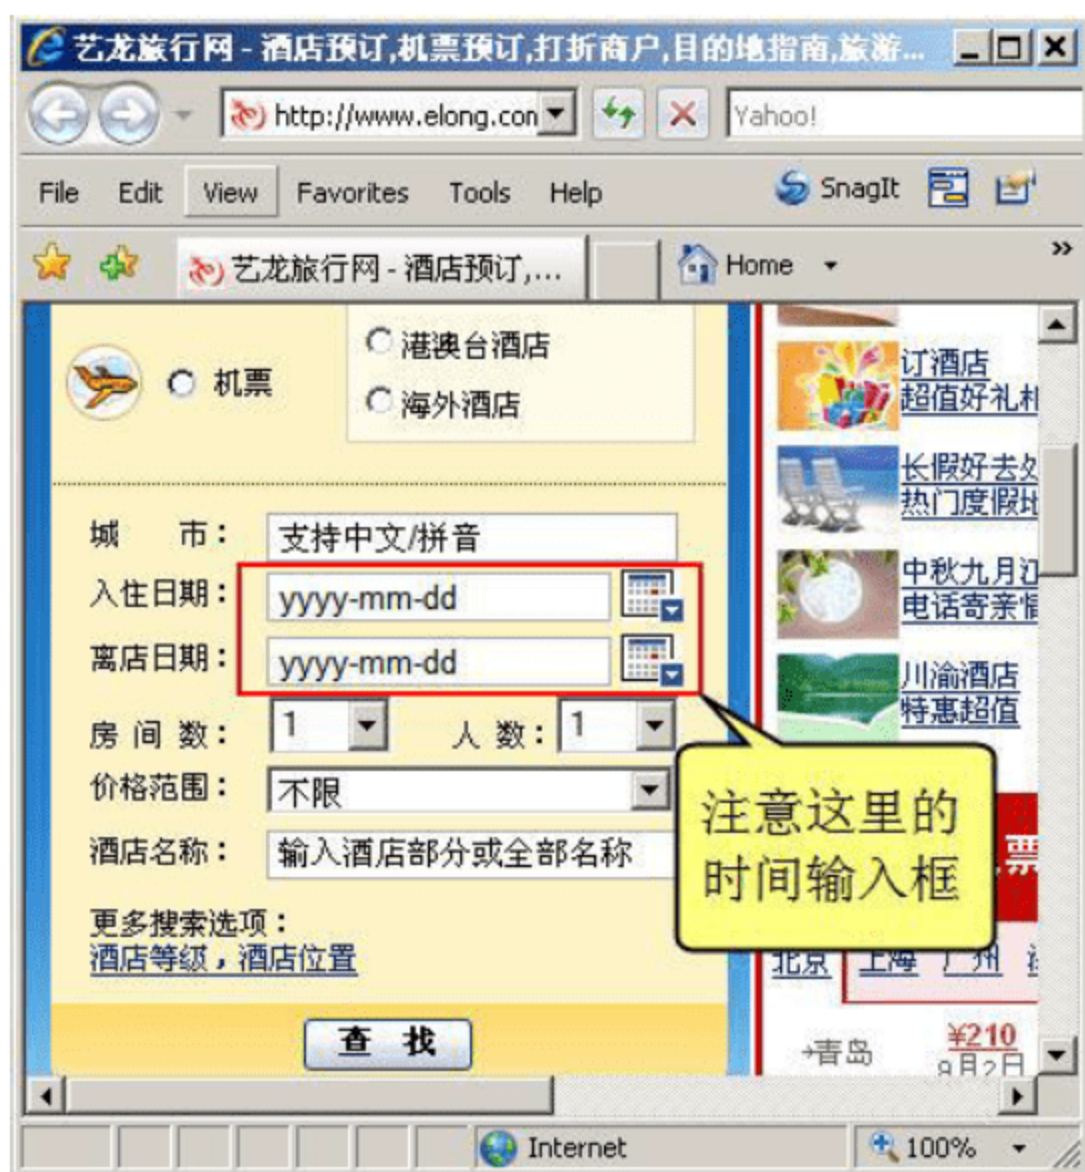 艺龙旅行网 - 酒店预订,机票预订,打折商户,目的地指南,旅游...
http://www.elong.con
Yahoo!
File Edit View Favorites Tools Help SnagIt
艺龙旅行网 - 酒店预订,... Home »
机票
港澳台酒店
海外酒店
城 市：支持中文/拼音
入住日期：yyyy-mm-dd
离店日期：yyyy-mm-dd
房 间 数：1 人 数：1
价格范围：不限
酒店名称：输入酒店部分或全部名称
更多搜索选项：
酒店等级，酒店位置
查 找
注意这里的
时间输入框
订酒店
超值好礼
长假好去处
热门度假
中秋九月
电话寄亲
川渝酒店
特惠超值
票
北京 上海 广州
→青岛 ¥210
9月2日
Internet 100%